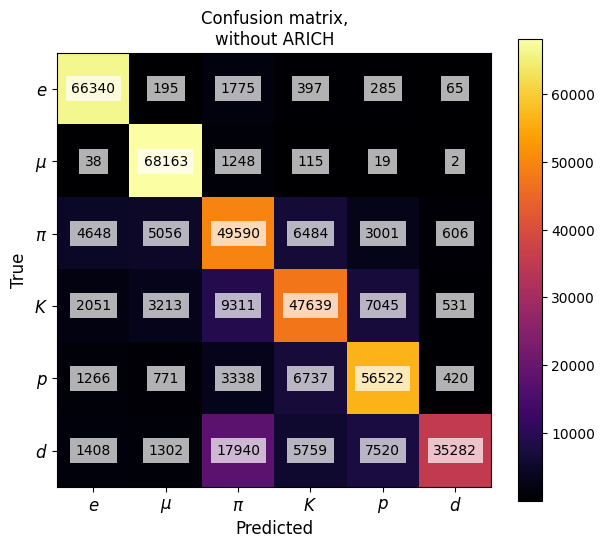 Confusion matrix,
without ARICH
e 66340 195 1775 397 285 65
μ 38 68163 1248 115 19 2
π 4648 5056 49590 6484 3001 606
K 2051 3213 9311 47639 7045 531
p 1266 771 3338 6737 56522 420
d 1408 1302 17940 5759 7520 35282
e μ π K p d
Predicted
True
60000
50000
40000
30000
20000
10000